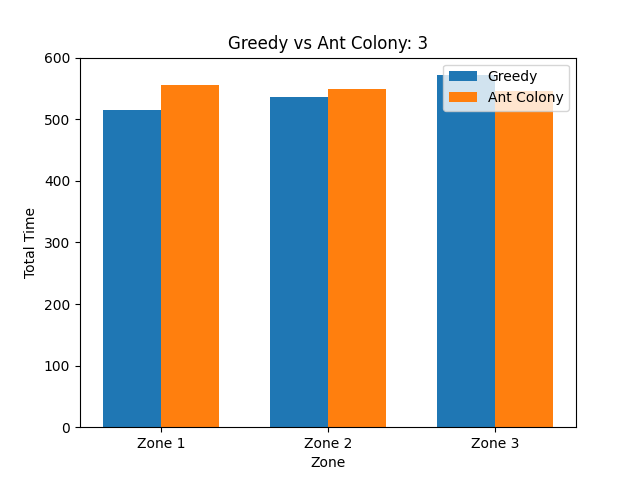 Greedy vs Ant Colony: 3
Greedy
Ant Colony
600
500
400
300
200
100
0
Total Time
Zone 1
Zone 2
Zone 3
Zone